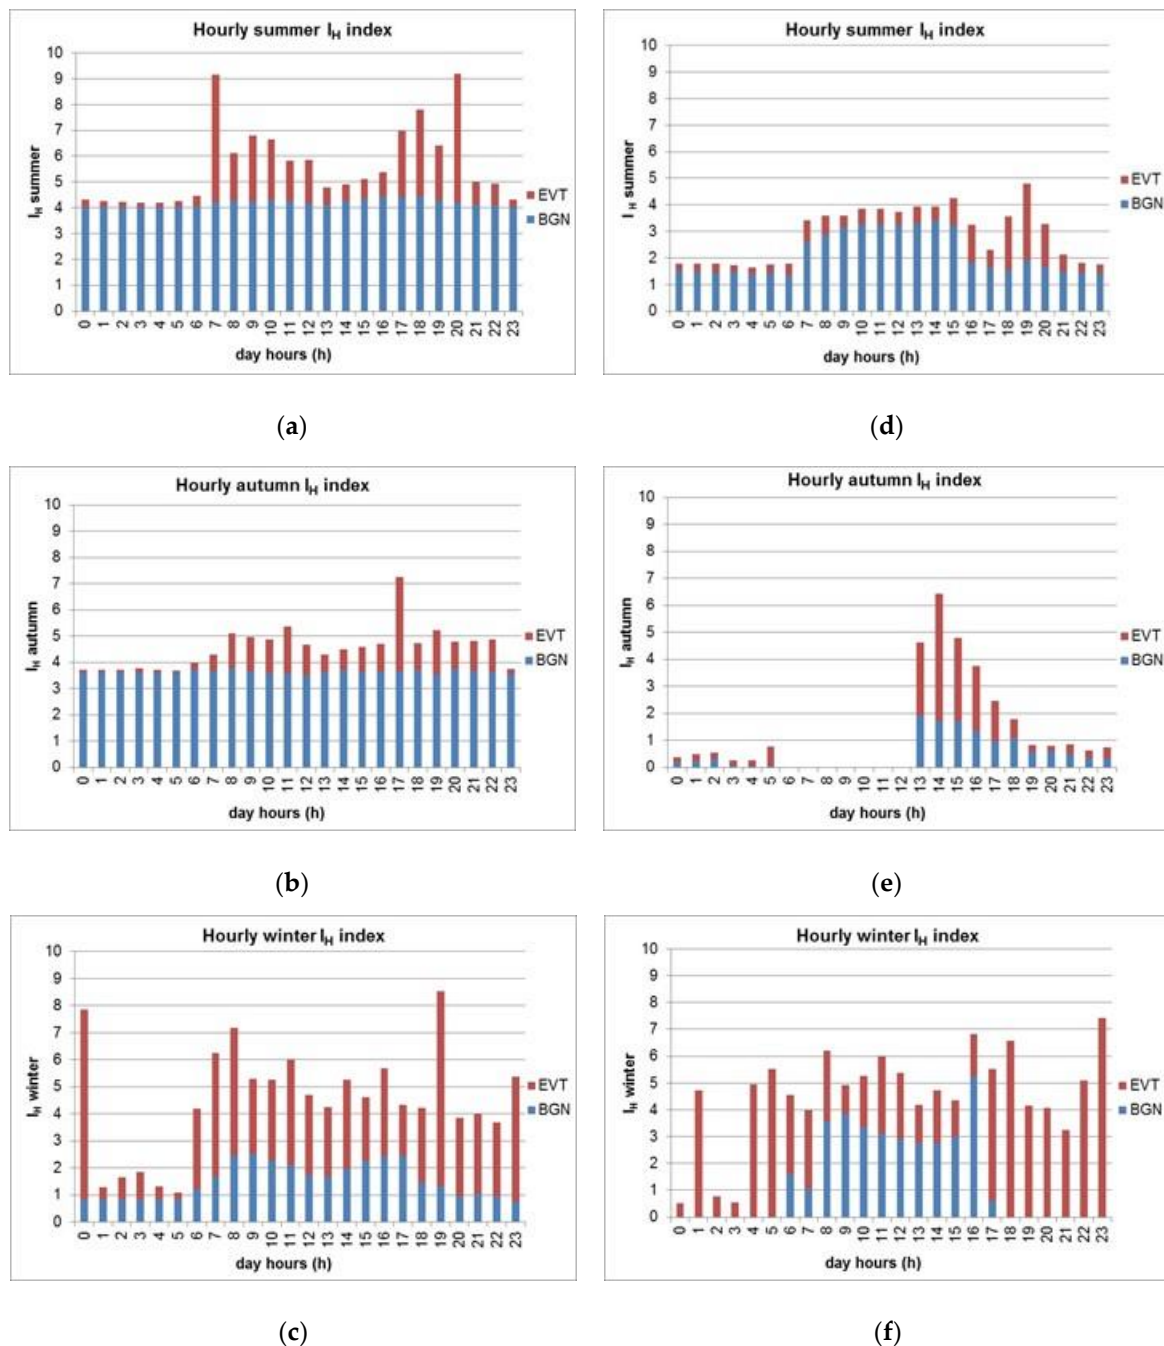 Hourly summer I_H index
10
9
8
7
6
5
4
3
2
1
0
I_H summer
EVT
BGN
0 1 2 3 4 5 6 7 8 9 10 11 12 13 14 15 16 17 18 19 20 21 22 23
day hours (h)
(a)
Hourly summer I_H index
10
9
8
7
6
5
4
3
2
1
0
I_H summer
EVT
BGN
0 1 2 3 4 5 6 7 8 9 10 11 12 13 14 15 16 17 18 19 20 21 22 23
day hours (h)
(d)
Hourly autumn I_H index
10
9
8
7
6
5
4
3
2
1
0
I_H autumn
EVT
BGN
0 1 2 3 4 5 6 7 8 9 10 11 12 13 14 15 16 17 18 19 20 21 22 23
day hours (h)
(b)
Hourly autumn I_H index
10
9
8
7
6
5
4
3
2
1
0
I_H autumn
EVT
BGN
0 1 2 3 4 5 6 7 8 9 10 11 12 13 14 15 16 17 18 19 20 21 22 23
day hours (h)
(e)
Hourly winter I_H index
10
9
8
7
6
5
4
3
2
1
0
I_H winter
EVT
BGN
0 1 2 3 4 5 6 7 8 9 10 11 12 13 14 15 16 17 18 19 20 21 22 23
day hours (h)
(c)
Hourly winter I_H index
10
9
8
7
6
5
4
3
2
1
0
I_H winter
EVT
BGN
0 1 2 3 4 5 6 7 8 9 10 11 12 13 14 15 16 17 18 19 20 21 22 23
day hours (h)
(f)